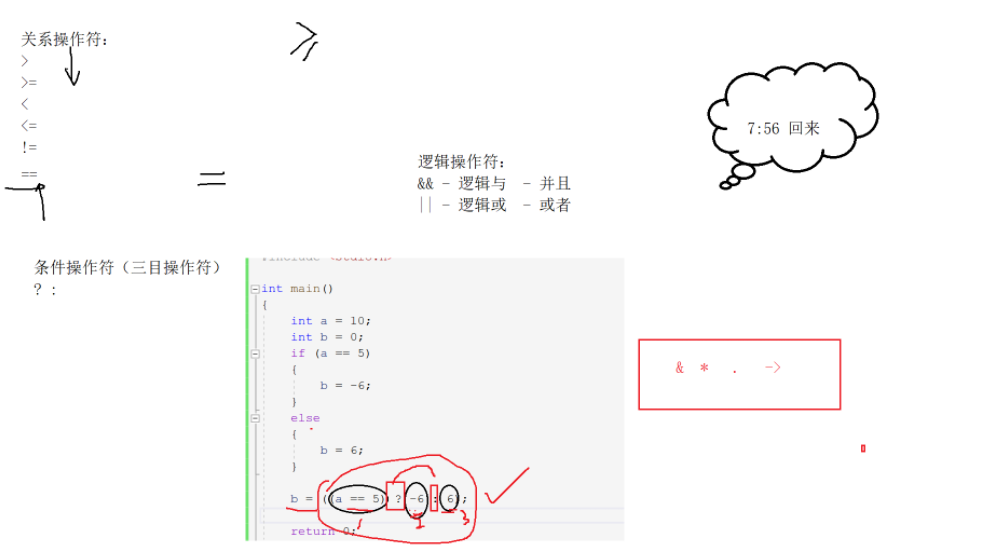 关系操作符：
>
>=
<
<=
!=
==
=
逻辑操作符：
&& - 逻辑与 - 并且
|| - 逻辑或 - 或者
7:56 回来
条件操作符（三目操作符）
? :
#include <stdio.h>
int main()
{
int a = 10;
int b = 0;
if (a == 5)
{
b = -6;
}
else
{
b = 6;
}
b = ((a == 5) ? -6 : 6);
1 2 3
return 0;
& * . ->